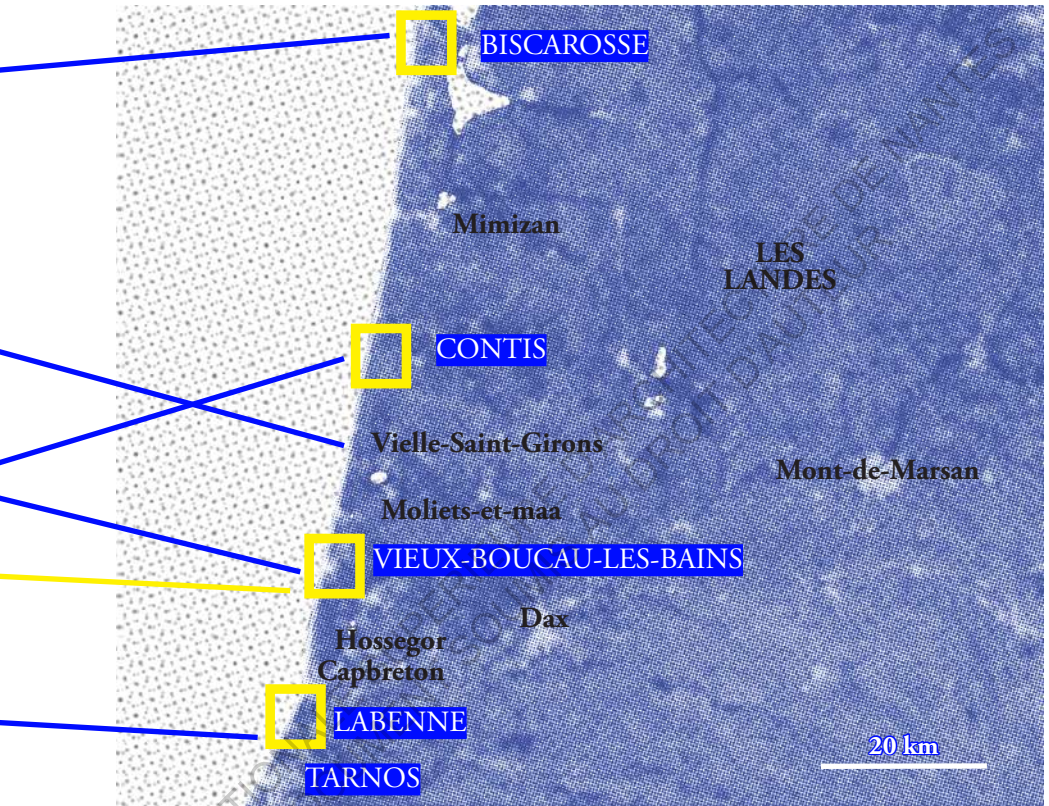 BISCAROSSE
Mimizan
LES
LANDES
CONTIS
Vielle-Saint-Girons
Mont-de-Marsan
Moliets-et-maa
VIEUX-BOUCAU-LES-BAINS
Dax
Hossegor
Capbreton
LABENNE
20 km
TARNOS